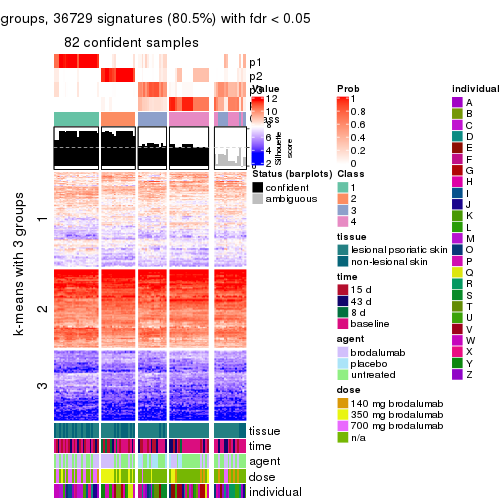 groups, 36729 signatures (80.5%) with fdr < 0.05
82 confident samples
p1
p2
p3
Class
Silhouette score
k-means with 3 groups
1
2
3
tissue
time
agent
dose
individual
Value
12
10
8
6
4
2
Status (barplots)
confident
ambiguous
Prob
1
0.8
0.6
0.4
0.2
0
Class
1
2
3
4
tissue
lesional psoriatic skin
non-lesional skin
time
15 d
43 d
8 d
baseline
agent
brodalumab
placebo
untreated
dose
140 mg brodalumab
350 mg brodalumab
700 mg brodalumab
n/a
individual
A
B
C
D
E
F
G
H
I
J
K
L
M
O
P
Q
R
S
T
U
V
W
X
Y
Z